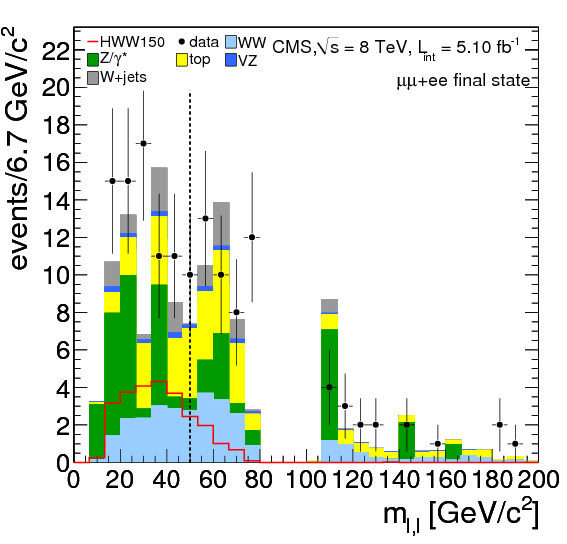 HWW150 data WW
Z/γ* top VZ
W+jets
CMS,√s = 8 TeV, L_int = 5.10 fb⁻¹
μμ+ee final state
events/6.7 GeV/c²
22
20
18
16
14
12
10
8
6
4
2
0
0 20 40 60 80 100 120 140 160 180 200
m_l,l [GeV/c²]